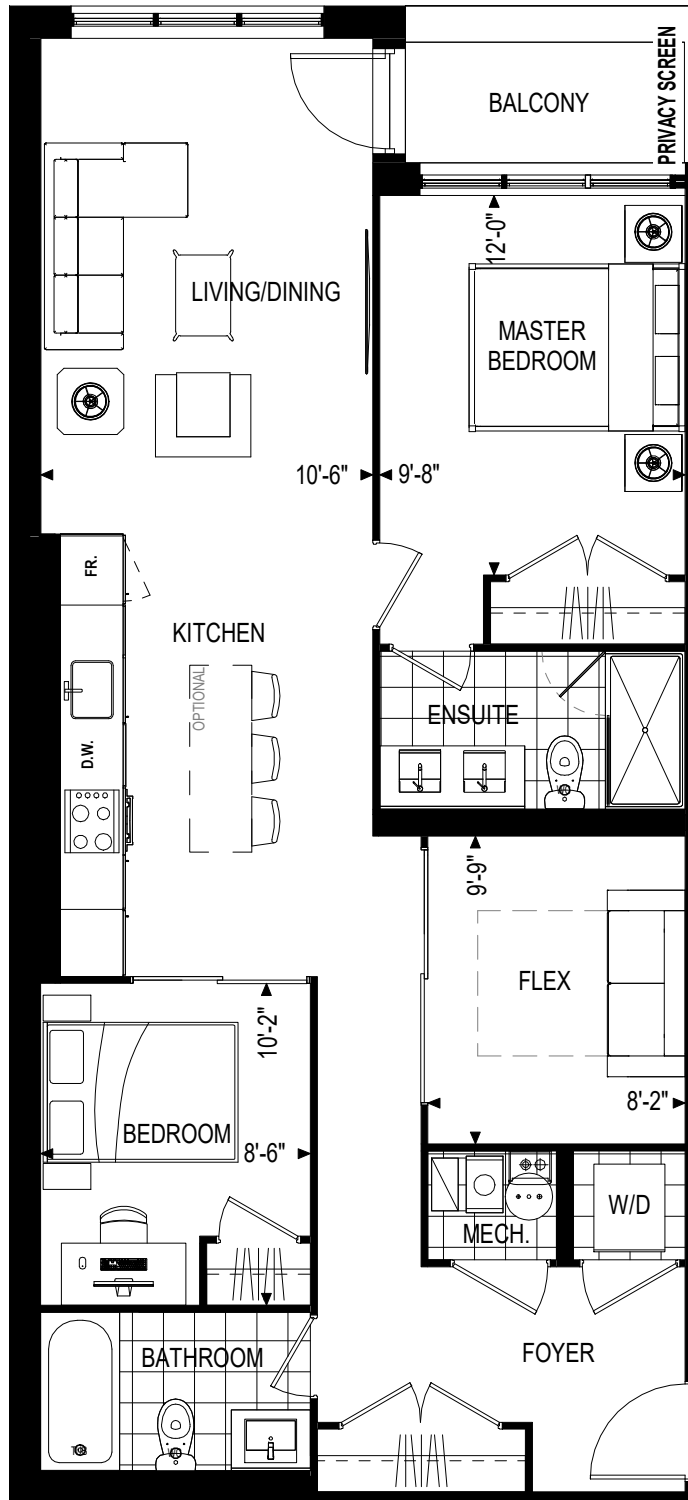 PRIVACY SCREEN
BALCONY
12'-0"
LIVING/DINING
MASTER
BEDROOM
10'-6"
9'-8"
FR.
KITCHEN
OPTIONAL
ENSUITE
D.W.
9'-9"
FLEX
10'-2"
8'-2"
BEDROOM
8'-6"
W/D
MECH.
FOYER
BATHROOM